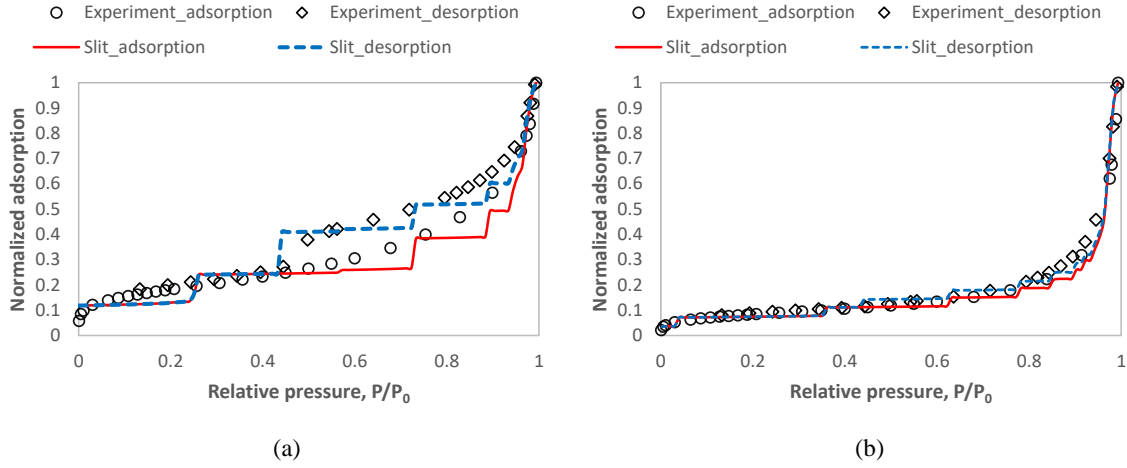 Experiment_adsorption Experiment_desorption
Slit_adsorption Slit_desorption
1
0.9
0.8
0.7
0.6
0.5
0.4
0.3
0.2
0.1
0
Normalized adsorption
0 0.2 0.4 0.6 0.8 1
Relative pressure, P/P0
(a)
Experiment_adsorption Experiment_desorption
Slit_adsorption Slit_desorption
1
0.9
0.8
0.7
0.6
0.5
0.4
0.3
0.2
0.1
0
Normalized adsorption
0 0.2 0.4 0.6 0.8 1
Relative pressure, P/P0
(b)